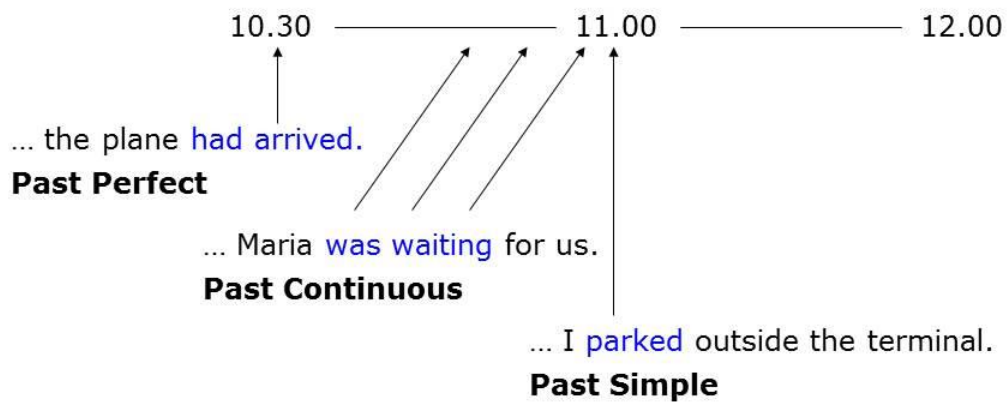 10.30 11.00 12.00
... the plane had arrived.
Past Perfect
... Maria was waiting for us.
Past Continuous
... I parked outside the terminal.
Past Simple